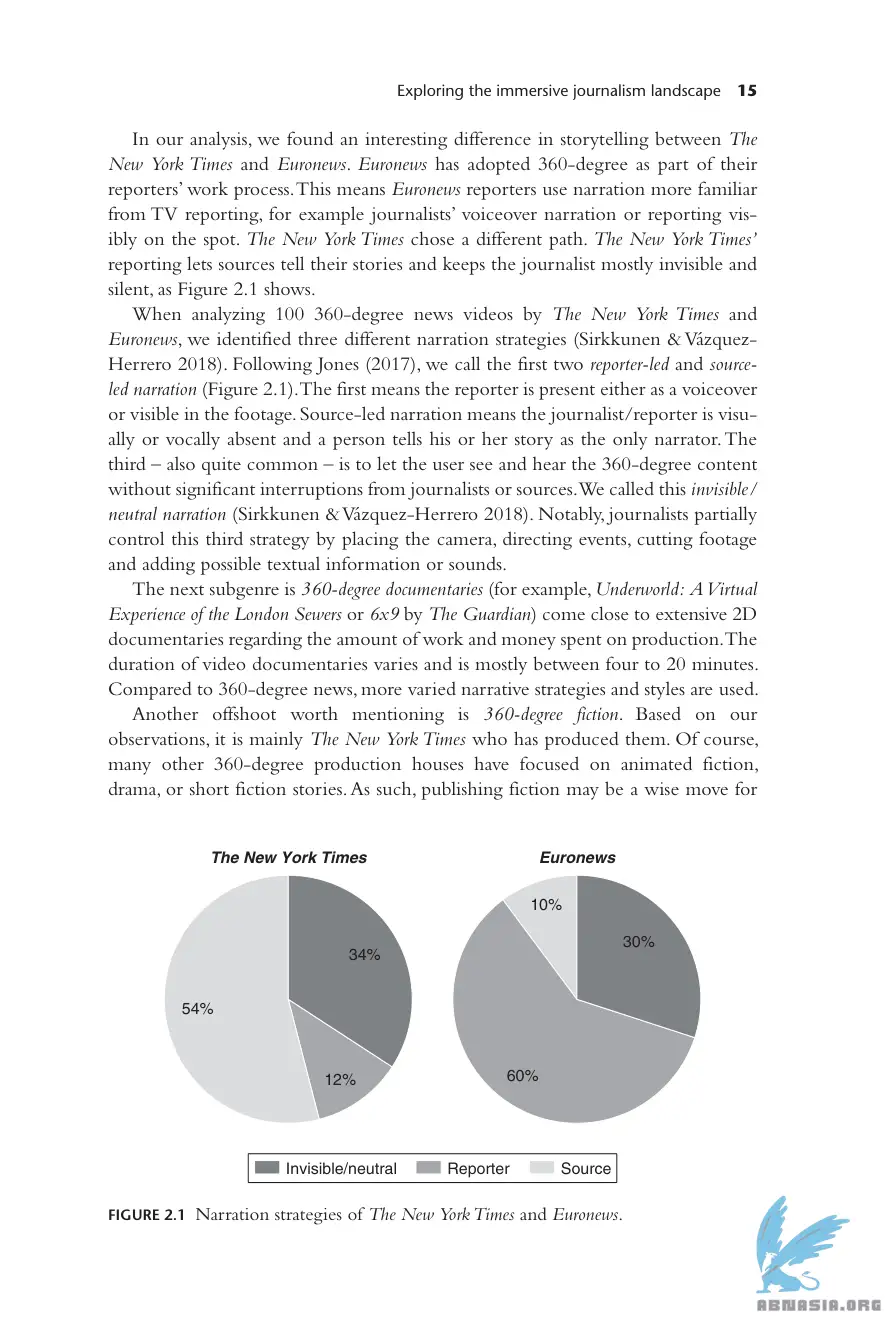 Exploring the immersive journalism landscape 15
In our analysis, we found an interesting difference in storytelling between The
New York Times and Euronews. Euronews has adopted 360-degree as part of their
reporters' work process. This means Euronews reporters use narration more familiar
from TV reporting, for example journalists' voiceover narration or reporting vis-
ibly on the spot. The New York Times chose a different path. The New York Times'
reporting lets sources tell their stories and keeps the journalist mostly invisible and
silent, as Figure 2.1 shows.
When analyzing 100 360-degree news videos by The New York Times and
Euronews, we identified three different narration strategies (Sirkkunen & Vázquez-
Herrero 2018). Following Jones (2017), we call the first two reporter-led and source-
led narration (Figure 2.1). The first means the reporter is present either as a voiceover
or visible in the footage. Source-led narration means the journalist/reporter is visu-
ally or vocally absent and a person tells his or her story as the only narrator. The
third – also quite common – is to let the user see and hear the 360-degree content
without significant interruptions from journalists or sources. We called this invisible/
neutral narration (Sirkkunen & Vázquez-Herrero 2018). Notably, journalists partially
control this third strategy by placing the camera, directing events, cutting footage
and adding possible textual information or sounds.
The next subgenre is 360-degree documentaries (for example, Underworld: A Virtual
Experience of the London Sewers or 6x9 by The Guardian) come close to extensive 2D
documentaries regarding the amount of work and money spent on production. The
duration of video documentaries varies and is mostly between four to 20 minutes.
Compared to 360-degree news, more varied narrative strategies and styles are used.
Another offshoot worth mentioning is 360-degree fiction. Based on our
observations, it is mainly The New York Times who has produced them. Of course,
many other 360-degree production houses have focused on animated fiction,
drama, or short fiction stories. As such, publishing fiction may be a wise move for
The New York Times
34%
54%
12%
Euronews
10%
30%
60%
Invisible/neutral Reporter Source
FIGURE 2.1 Narration strategies of The New York Times and Euronews.
ABNASIA.ORG